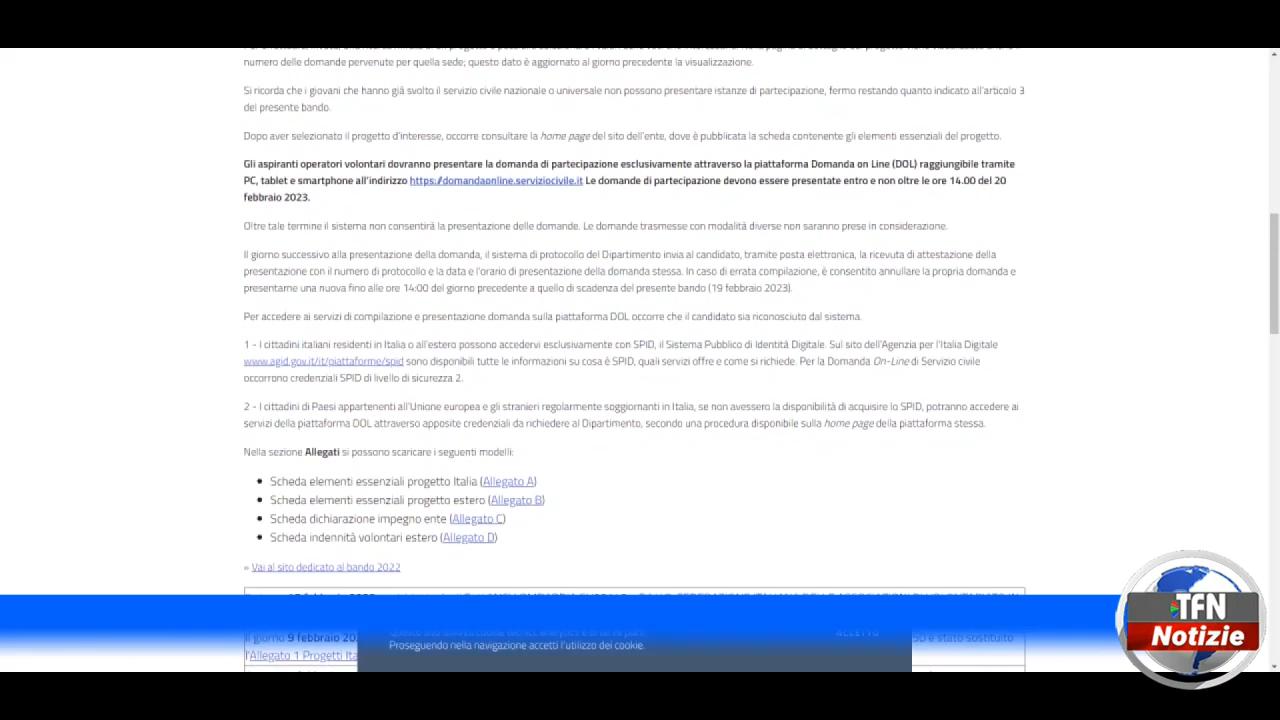 numero delle domande pervenute per quella sede; questo dato è aggiornato al giorno precedente la visualizzazione.
Si ricorda che i giovani che hanno già svolto il servizio civile nazionale o universale non possono presentare istanze di partecipazione, fermo restando quanto indicato all'articolo 3
del presente bando.
Dopo aver selezionato il progetto d'interesse, occorre consultare la home page del sito dell'ente, dove è pubblicata la scheda contenente gli elementi essenziali del progetto.
Gli aspiranti operatori volontari dovranno presentare la domanda di partecipazione esclusivamente attraverso la piattaforma Domanda on Line (DOL) raggiungibile tramite
PC, tablet e smartphone all'indirizzo https://domandaonline.serviziocivile.it Le domande di partecipazione devono essere presentate entro e non oltre le ore 14.00 del 20
febbraio 2023.
Oltre tale termine il sistema non consentirà la presentazione delle domande. Le domande trasmesse con modalità diverse non saranno prese in considerazione.
Il giorno successivo alla presentazione della domanda, il sistema di protocollo del Dipartimento invia al candidato, tramite posta elettronica, la ricevuta di attestazione della
presentazione con il numero di protocollo e la data e l'orario di presentazione della domanda stessa. In caso di errata compilazione, è consentito annullare la propria domanda e
presentarne una nuova fino alle ore 14:00 del giorno precedente a quello di scadenza del presente bando (19 febbraio 2023).
Per accedere ai servizi di compilazione e presentazione domanda sulla piattaforma DOL occorre che il candidato sia riconosciuto dal sistema.
1 - I cittadini italiani residenti in Italia o all'estero possono accedervi esclusivamente con SPID, il Sistema Pubblico di Identità Digitale. Sul sito dell'Agenzia per l'Italia Digitale
www.agid.gov.it/it/piattaforme/spid sono disponibili tutte le informazioni su cosa è SPID, quali servizi offre e come si richiede. Per la Domanda On-Line di Servizio civile
occorrono credenziali SPID di livello di sicurezza 2.
2 - I cittadini di Paesi appartenenti all'Unione europea e gli stranieri regolarmente soggiornanti in Italia, se non avessero la disponibilità di acquisire lo SPID, potranno accedere ai
servizi della piattaforma DOL attraverso apposite credenziali da richiedere al Dipartimento, secondo una procedura disponibile sulla home page della piattaforma stessa.
Nella sezione Allegati si possono scaricare i seguenti modelli:
• Scheda elementi essenziali progetto Italia (Allegato A)
• Scheda elementi essenziali progetto estero (Allegato B)
• Scheda dichiarazione impegno ente (Allegato C)
• Scheda indennità volontari estero (Allegato D)
» Vai al sito dedicato al bando 2022
Il giorno 9 febbraio 20
è stato sostituito
ACCETTO
Proseguendo nella navigazione accetti l'utilizzo dei cookie.
l'Allegato 1 Progetti Ita
TFN
Notizie